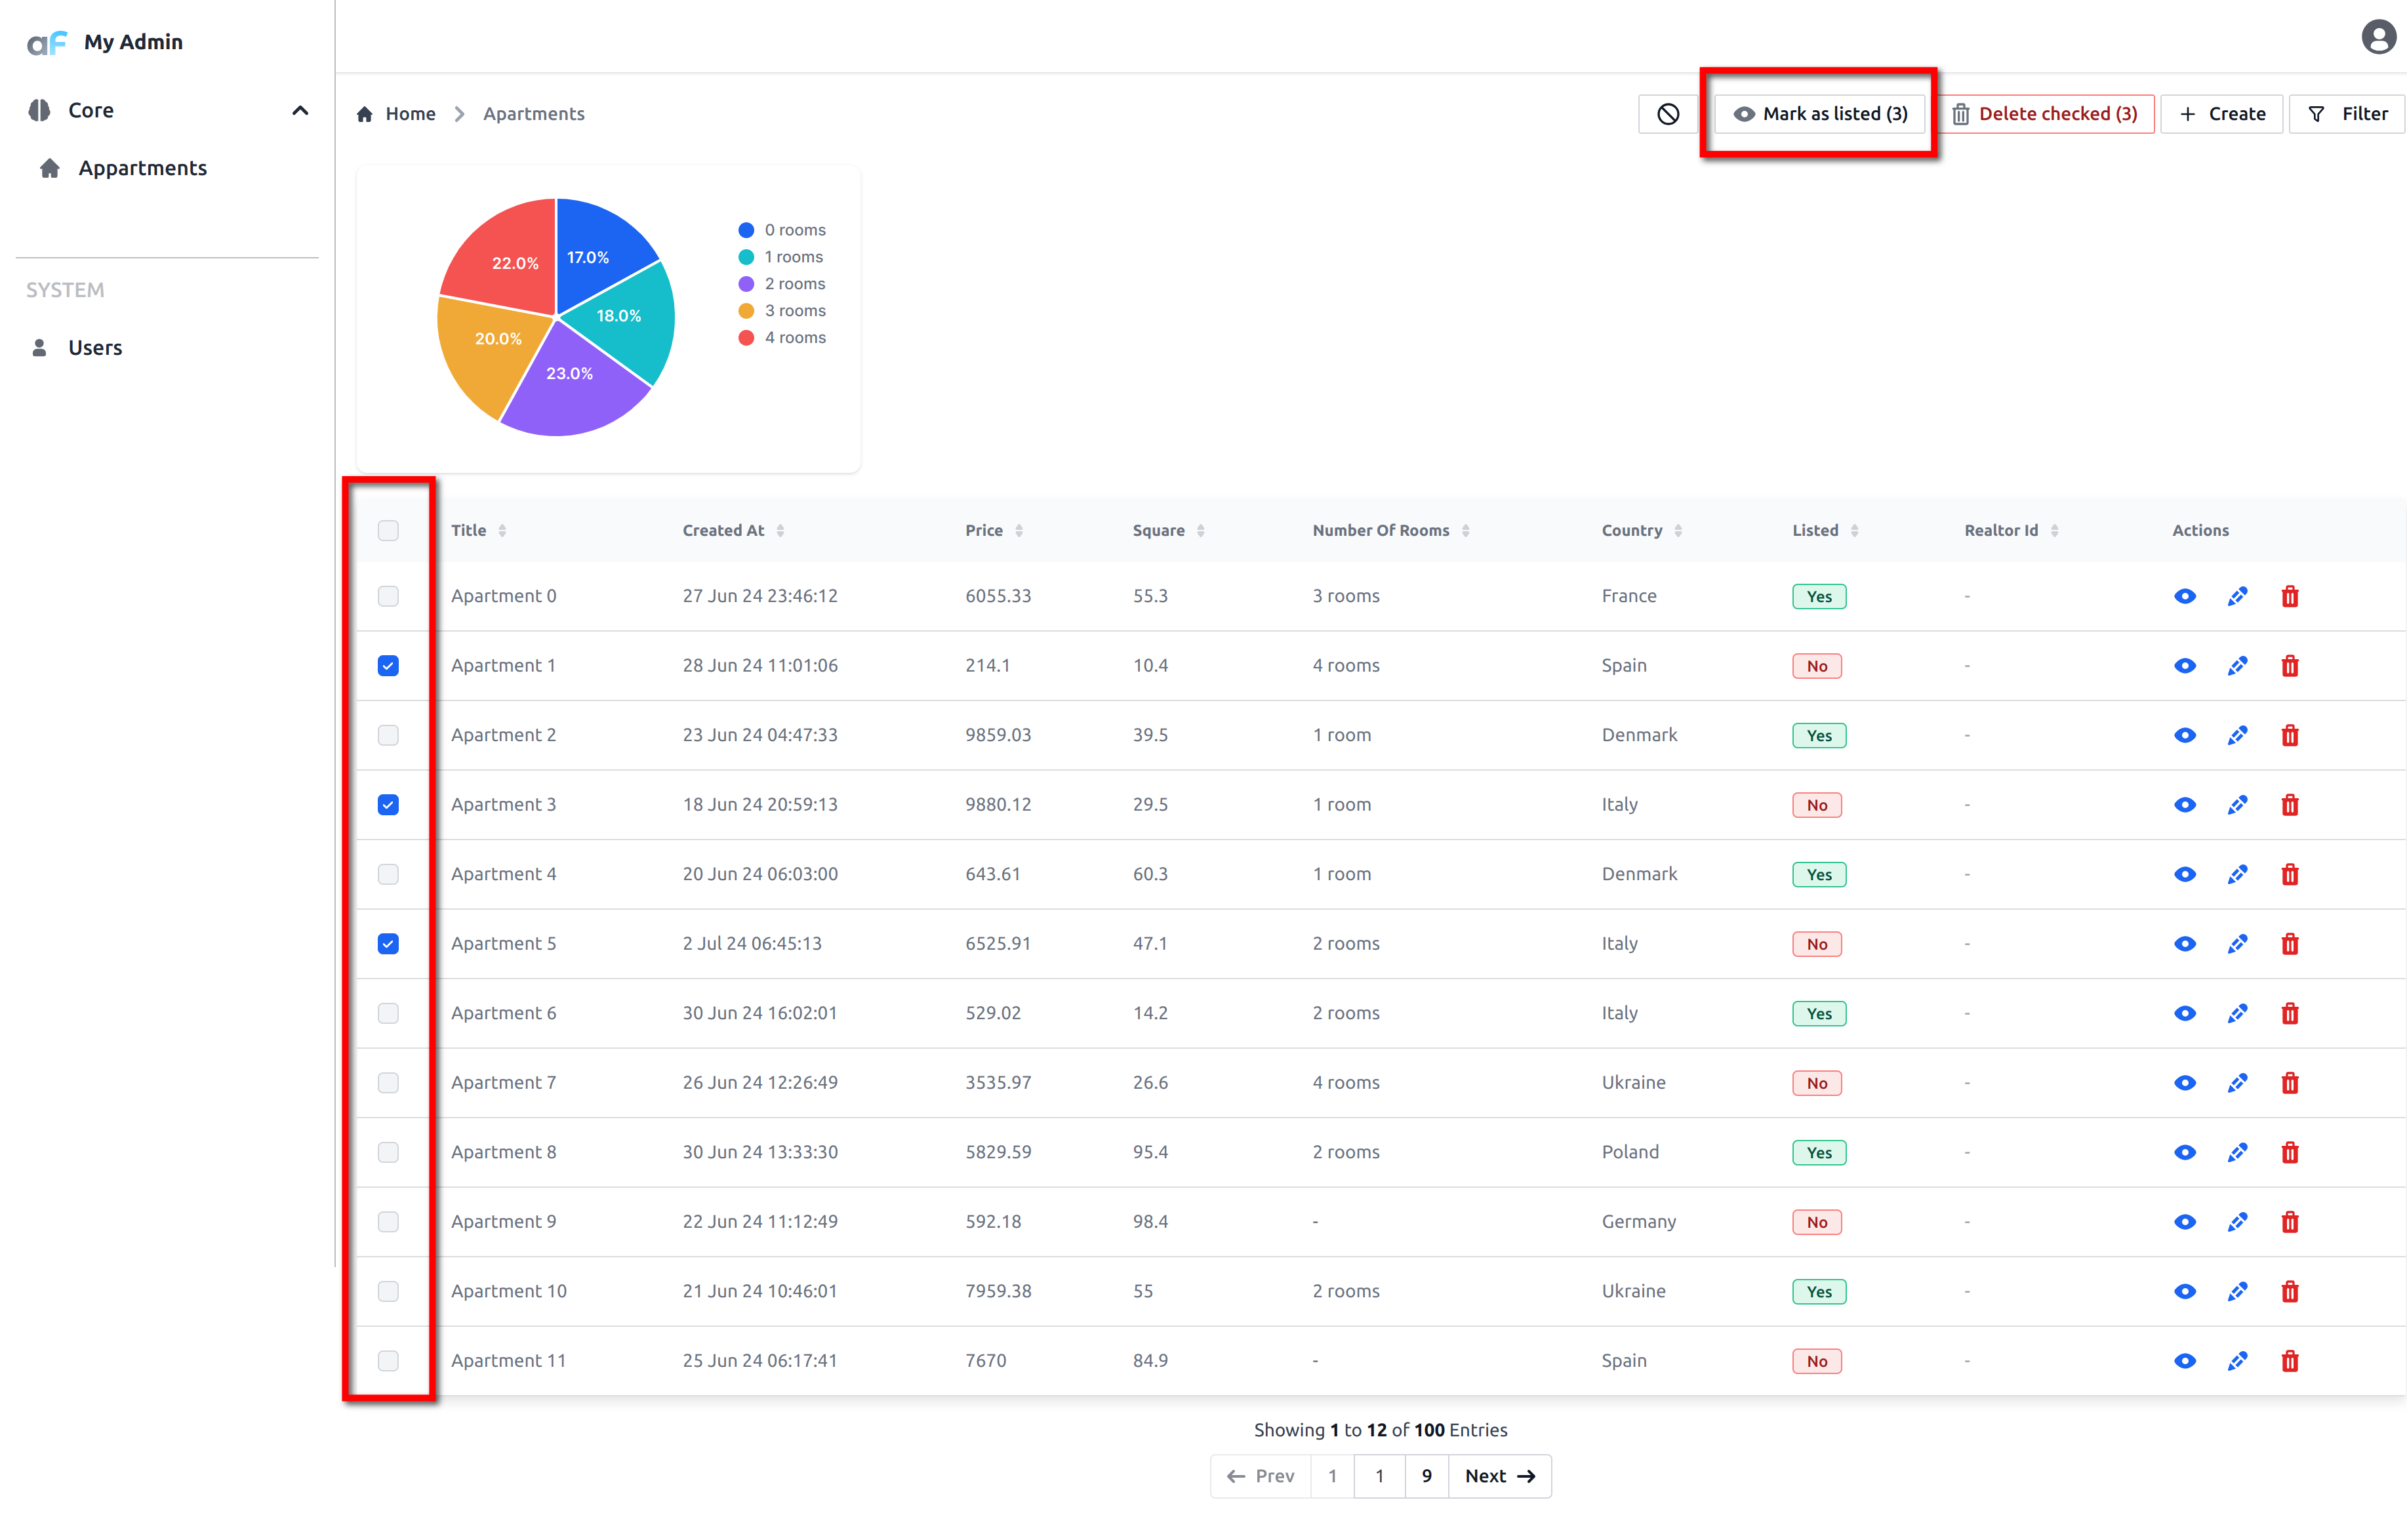 aF My Admin
Core
Appartments
SYSTEM
Users
Home Apartments
Mark as listed (3) Delete checked (3) + Create Filter
17.0%
18.0%
23.0%
20.0%
22.0%
0 rooms
1 rooms
2 rooms
3 rooms
4 rooms
Title Created At Price Square Number Of Rooms Country Listed Realtor Id Actions
Apartment 0 27 Jun 24 23:46:12 6055.33 55.3 3 rooms France Yes -
Apartment 1 28 Jun 24 11:01:06 214.1 10.4 4 rooms Spain No -
Apartment 2 23 Jun 24 04:47:33 9859.03 39.5 1 room Denmark Yes -
Apartment 3 18 Jun 24 20:59:13 9880.12 29.5 1 room Italy No -
Apartment 4 20 Jun 24 06:03:00 643.61 60.3 1 room Denmark Yes -
Apartment 5 2 Jul 24 06:45:13 6525.91 47.1 2 rooms Italy No -
Apartment 6 30 Jun 24 16:02:01 529.02 14.2 2 rooms Italy Yes -
Apartment 7 26 Jun 24 12:26:49 3535.97 26.6 4 rooms Ukraine No -
Apartment 8 30 Jun 24 13:33:30 5829.59 95.4 2 rooms Poland Yes -
Apartment 9 22 Jun 24 11:12:49 592.18 98.4 - Germany No -
Apartment 10 21 Jun 24 10:46:01 7959.38 55 2 rooms Ukraine Yes -
Apartment 11 25 Jun 24 06:17:41 7670 84.9 - Spain No -
Showing 1 to 12 of 100 Entries
← Prev 1 1 9 Next →